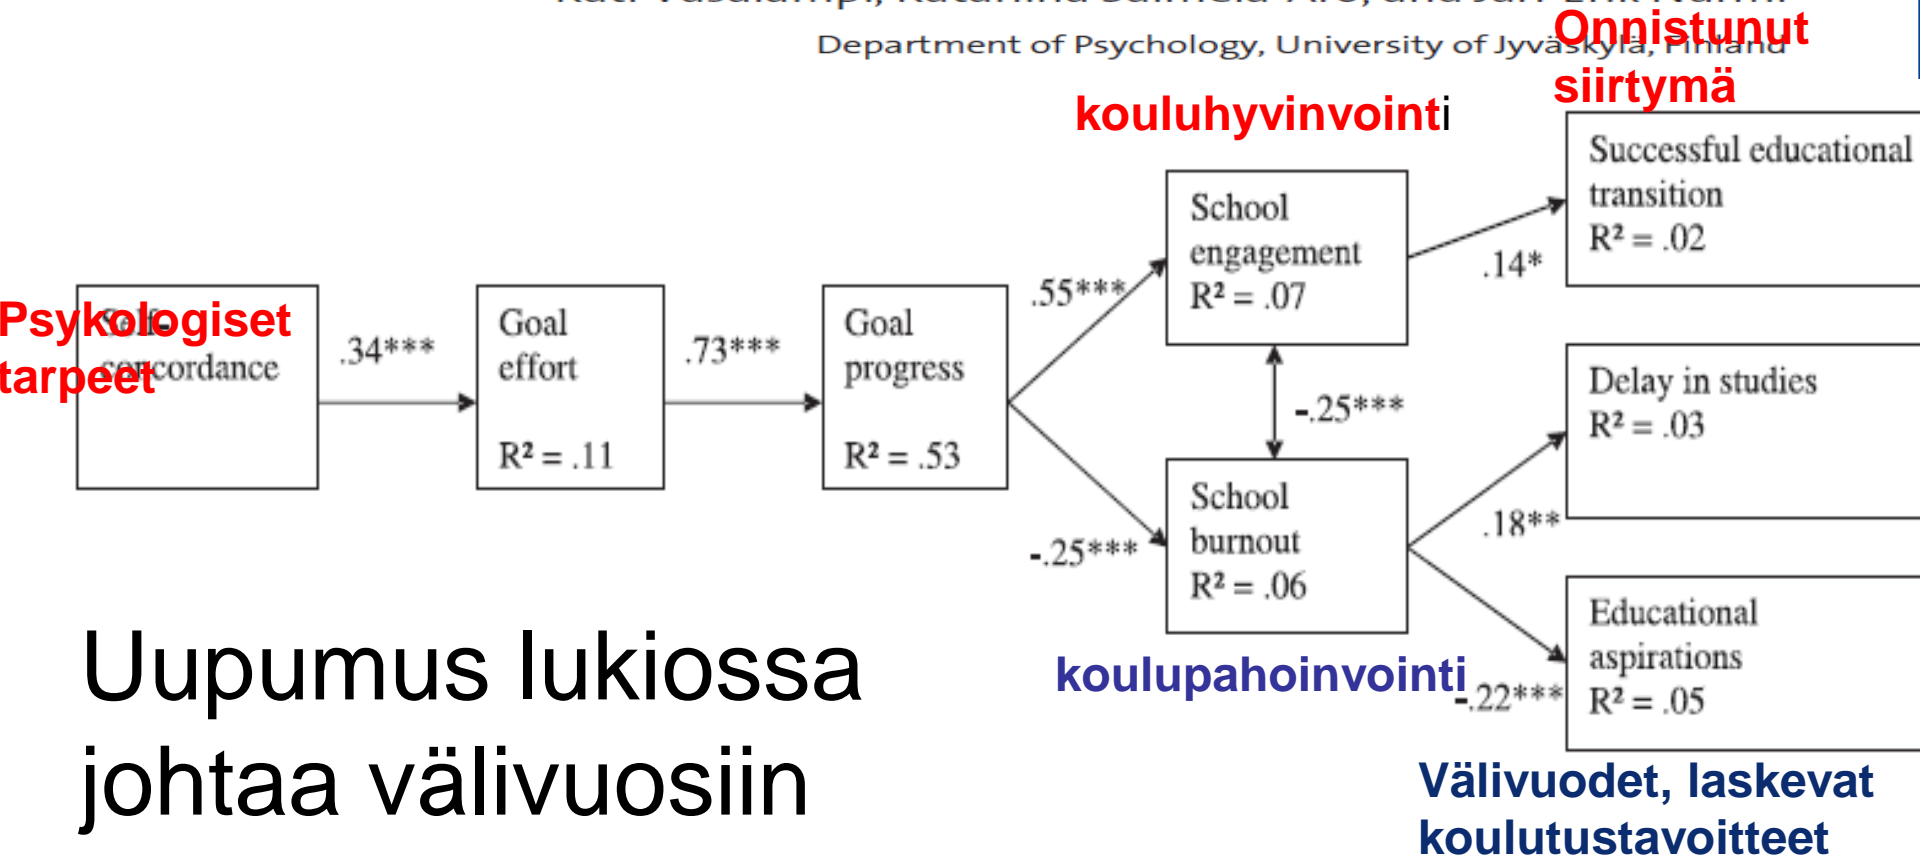 Department of Psychology, University of Jyväskylä, Finland
Onnistunut
siirtymä
kouluhyvinvointi
Successful educational
transition
R² = .02
School
engagement
R² = .07
.14*
.55***
Psykologiset
tarpeet
Self-
concordance
.34***
Goal
effort
R² = .11
.73***
Goal
progress
R² = .53
-.25***
Delay in studies
R² = .03
School
burnout
R² = .06
-.25***
.18**
Educational
aspirations
R² = .05
-.22***
koulupahoinvointi
Uupumus lukiossa
johtaa välivuosiin
Välivuodet, laskevat
koulutustavoitteet